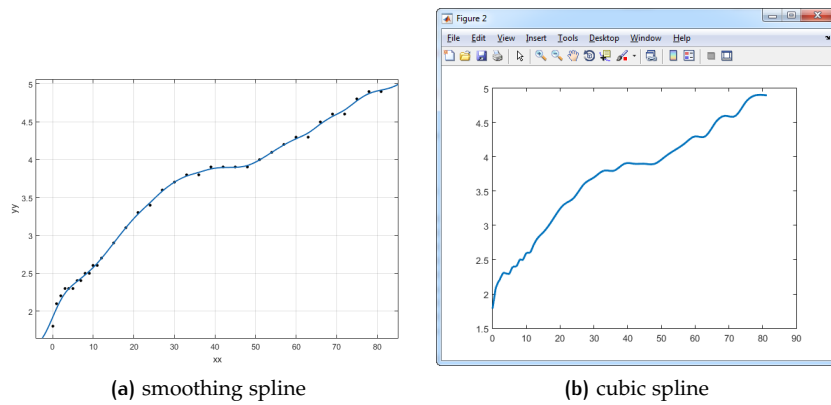 Figure 2
File Edit View Insert Tools Desktop Window Help
5
4.5
4
3.5
3
2.5
2
yy
0 10 20 30 40 50 60 70 80
xx
5
4.5
4
3.5
3
2.5
2
1.5
0 10 20 30 40 50 60 70 80 90
(a) smoothing spline
(b) cubic spline